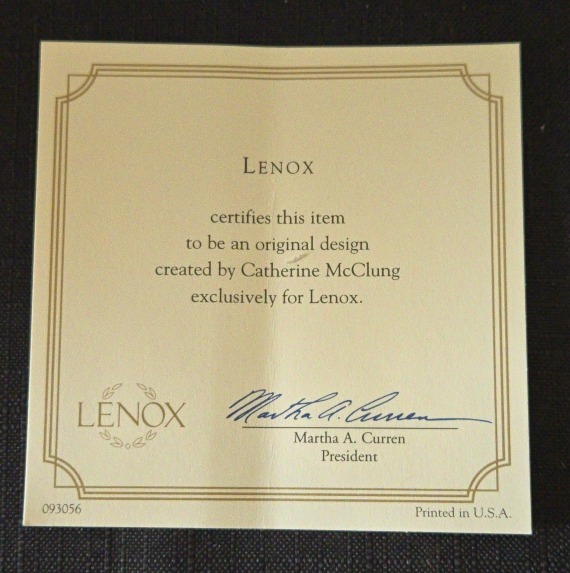 LENOX
certifies this item
to be an original design
created by Catherine McClung
exclusively for Lenox.
LENOX
Martha A. Curren
Martha A. Curren
President
093056
Printed in U.S.A.